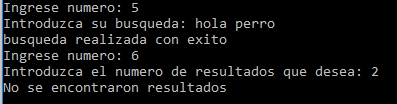 Ingrese numero: 5
Introduzca su busqueda: hola perro
busqueda realizada con exito
Ingrese numero: 6
Introduzca el numero de resultados que desea: 2
No se encontraron resultados